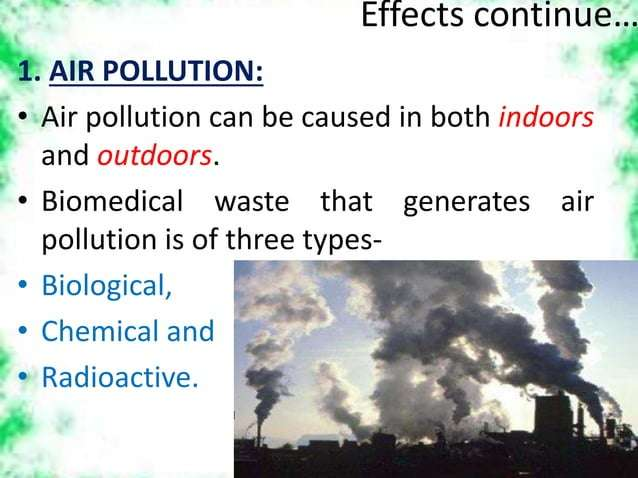 Effects continue…
1. AIR POLLUTION:
• Air pollution can be caused in both indoors
and outdoors.
• Biomedical waste that generates air
pollution is of three types-
• Biological,
• Chemical and
• Radioactive.